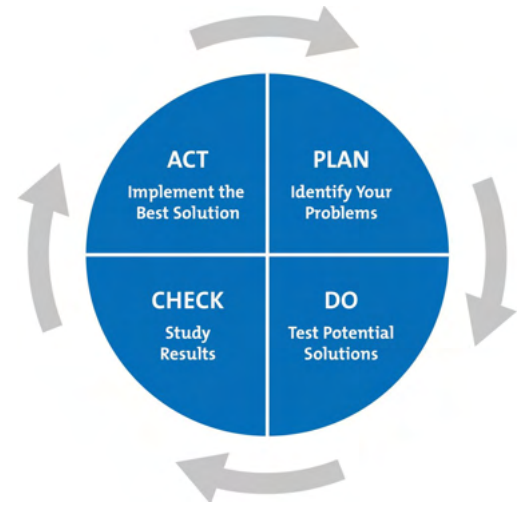 ACT
Implement the
Best Solution
PLAN
Identify Your
Problems
CHECK
Study
Results
DO
Test Potential
Solutions